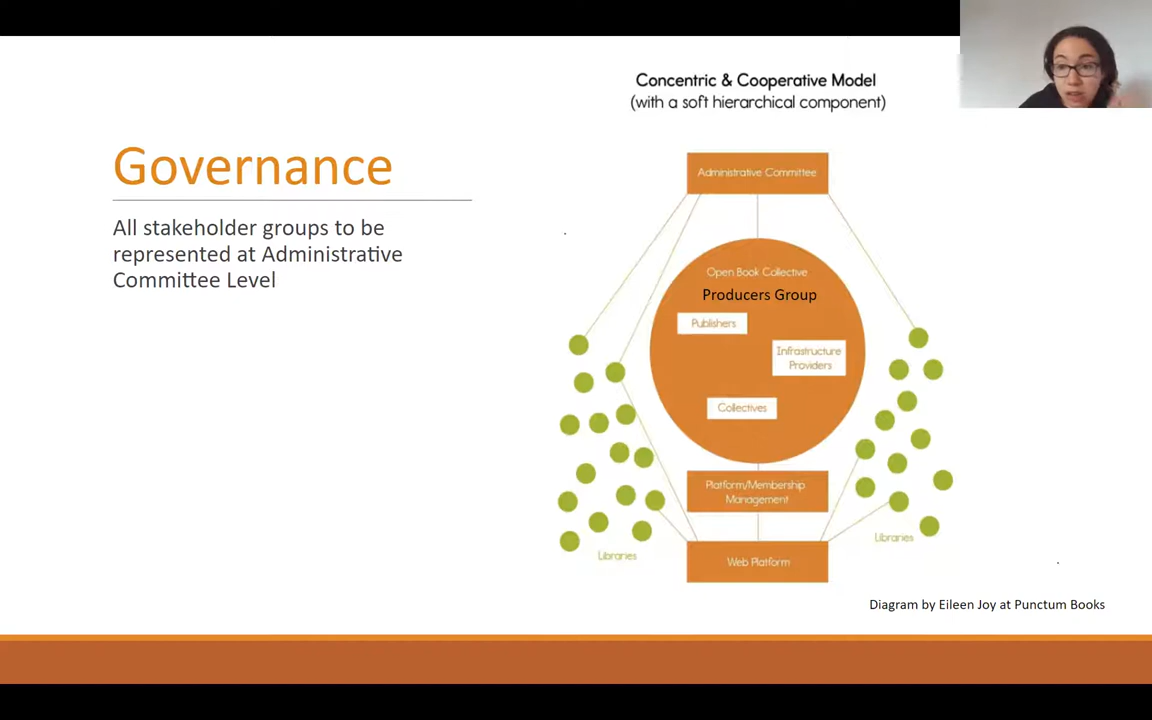 Concentric & Cooperative Model
(with a soft hierarchical component)
Governance
All stakeholder groups to be
represented at Administrative
Committee Level
Administrative Committee
Open Book Collective
Producers Group
Publishers
Infrastructure
Providers
Collectives
Platform/Membership
Management
Web Platform
Libraries
Libraries
Diagram by Eileen Joy at Punctum Books